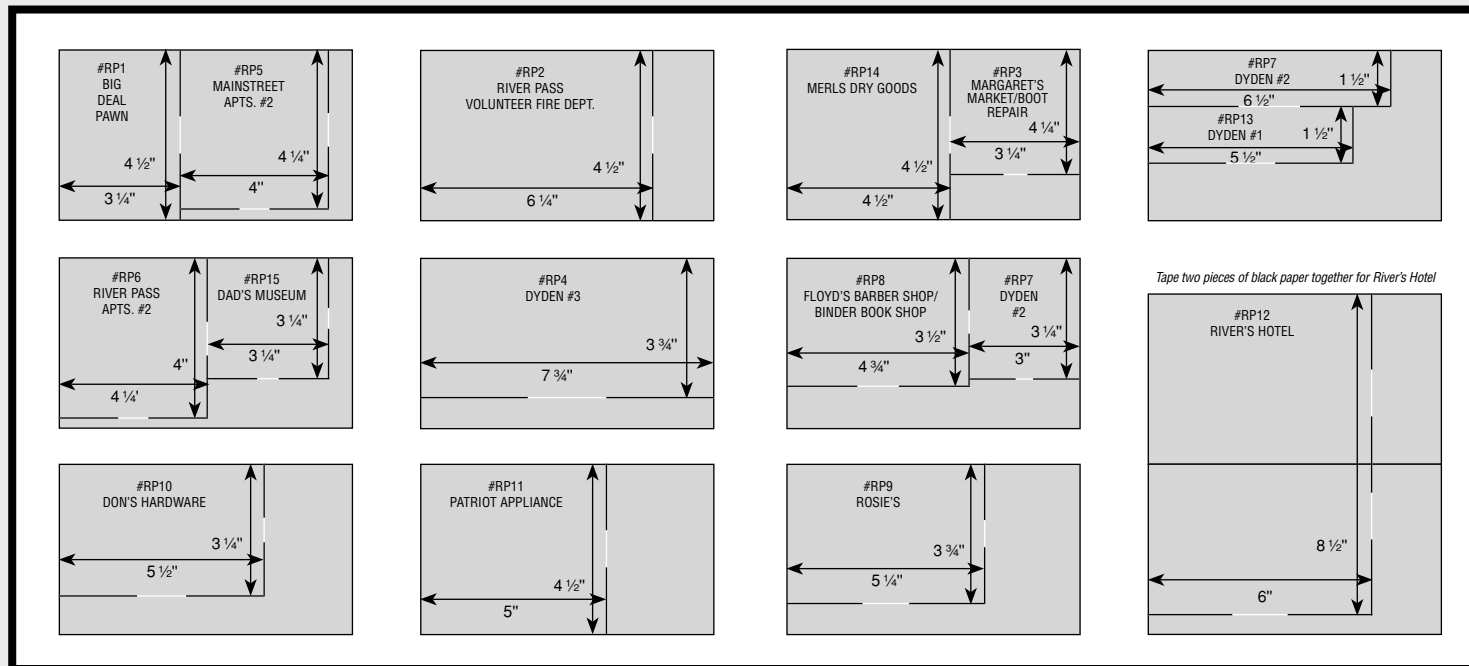 #RP1
BIG
DEAL
PAWN
4 ½"
3 ¼"
#RP5
MAINSTREET
APTS. #2
4 ¼"
4"
#RP2
RIVER PASS
VOLUNTEER FIRE DEPT.
4 ½"
6 ¼"
#RP14
MERLS DRY GOODS
4 ½"
4 ½"
#RP3
MARGARET'S
MARKET/BOOT
REPAIR
4 ¼"
3 ¼"
#RP7
DYDEN #2
1 ½"
6 ½"
#RP13
DYDEN #1
1 ½"
5 ½"
#RP6
RIVER PASS
APTS. #2
4"
4 ¼'
#RP15
DAD'S MUSEUM
3 ¼"
3 ¼"
#RP4
DYDEN #3
3 ¾"
7 ¾"
#RP8
FLOYD'S BARBER SHOP/
BINDER BOOK SHOP
3 ½"
4 ¾"
#RP7
DYDEN
#2
3 ¼"
3"
Tape two pieces of black paper together for River's Hotel
#RP12
RIVER'S HOTEL
8 ½"
6"
#RP10
DON'S HARDWARE
3 ¼"
5 ½"
#RP11
PATRIOT APPLIANCE
4 ½"
5"
#RP9
ROSIE'S
3 ¾"
5 ¼"